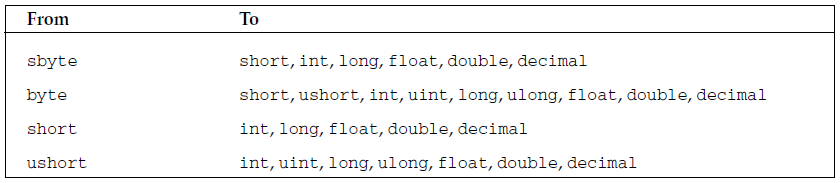 From To
sbyte short, int, long, float, double, decimal
byte short, ushort, int, uint, long, ulong, float, double, decimal
short int, long, float, double, decimal
ushort int, uint, long, ulong, float, double, decimal